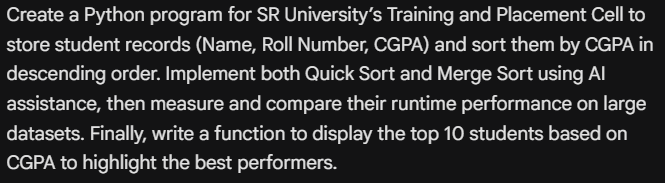 Create a Python program for SR University’s Training and Placement Cell to
store student records (Name, Roll Number, CGPA) and sort them by CGPA in
descending order. Implement both Quick Sort and Merge Sort using AI
assistance, then measure and compare their runtime performance on large
datasets. Finally, write a function to display the top 10 students based on
CGPA to highlight the best performers.